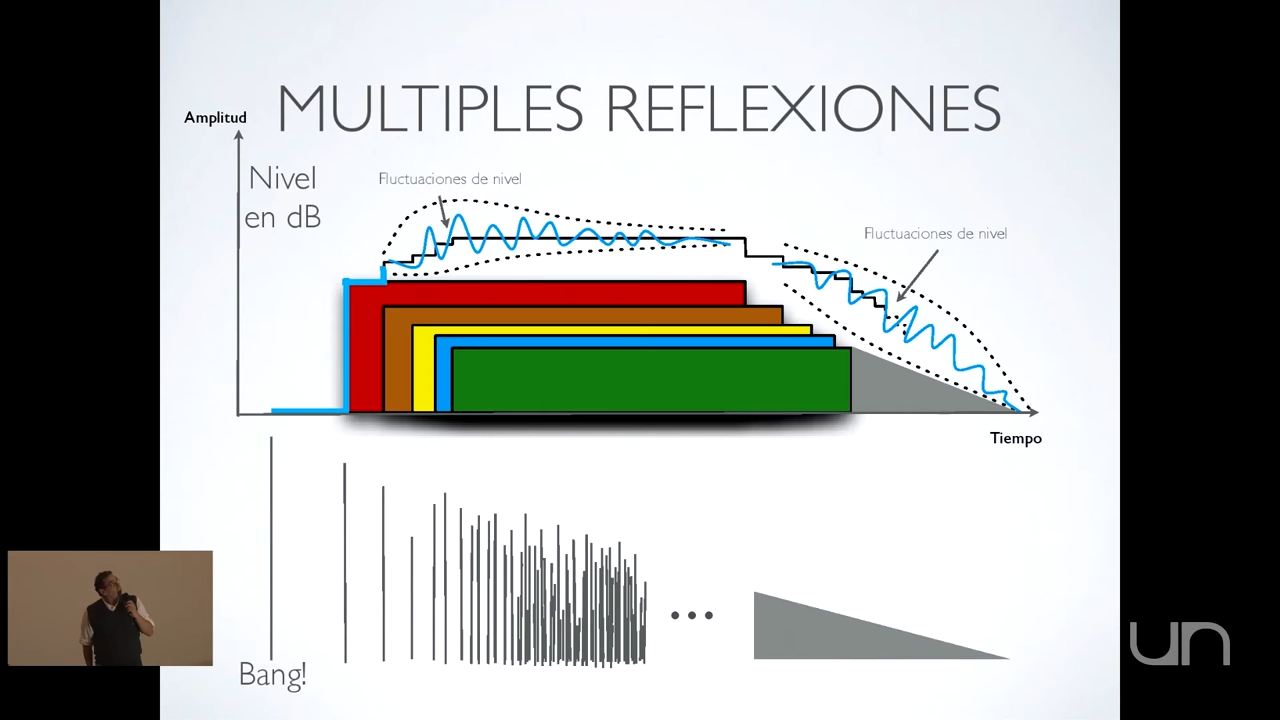 MULTIPLES REFLEXIONES
Amplitud
Nivel
en dB
Fluctuaciones de nivel
Fluctuaciones de nivel
Tiempo
Bang!
un